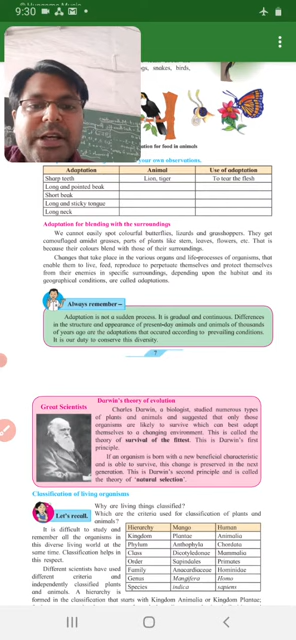 9:30
ngs, snakes, birds,
tation for food in animals
your own observations.
Adaptation Animal Use of adaptation
Sharp teeth Lion, tiger To tear the flesh
Long and pointed beak
Short beak
Long and sticky tongue
Long neck
Adaptation for blending with the surroundings
We cannot easily spot colourful butterflies, lizards and grasshoppers. They
get camouflaged amidst grasses, parts of plants like stem, leaves, flowers, etc. That is
because their colours blend with those of their surroundings.
Changes that take place in the various organs and life-processes of organisms, that
enable them to live, feed, reproduce to perpetuate themselves and protect themselves
from their enemies in specific surroundings, depending upon the habitat and its
geographical conditions, are called adaptations.
Always remember –
Adaptation is not a sudden process. It is gradual and continuous. Differences
in the structure and appearance of present-day animals and animals of thousands
of years ago are the adaptations that occured according to prevailing conditions.
It is our duty to conserve this diversity.
7
Darwin's theory of evolution
Great Scientists
Charles Darwin, a biologist, studied numerous types
of plants and animals and suggested that only those
organisms are likely to survive which can best adapt
themselves to a changing environment. This is called the
theory of survival of the fittest. This is Darwin's first
principle.
If an organism is born with a new beneficial characteristic
and is able to survive, this change is preserved in the next
generation. This is Darwin's second principle and is called
the theory of 'natural selection'.
Classification of living organisms
Why are living things classified?
Let's recall.
Which are the criteria used for classification of plants and
animals ?
It is difficult to study and
remember all the organisms in
this diverse living world at the
same time. Classification helps in
this respect.
Different scientists have used
different criteria and
independently classified plants
and animals. A hierarchy is
Hierarchy Mango Human
Kingdom Plantae Animalia
Phylum Anthophyta Chordata
Class Dicotyledonae Mammalia
Order Sapindales Primates
Family Anacardiaceae Hominidae
Genus Mangifera Homo
Species indica sapiens
formed in the classification that starts with Kingdom Animalia or Kingdom Plantae;